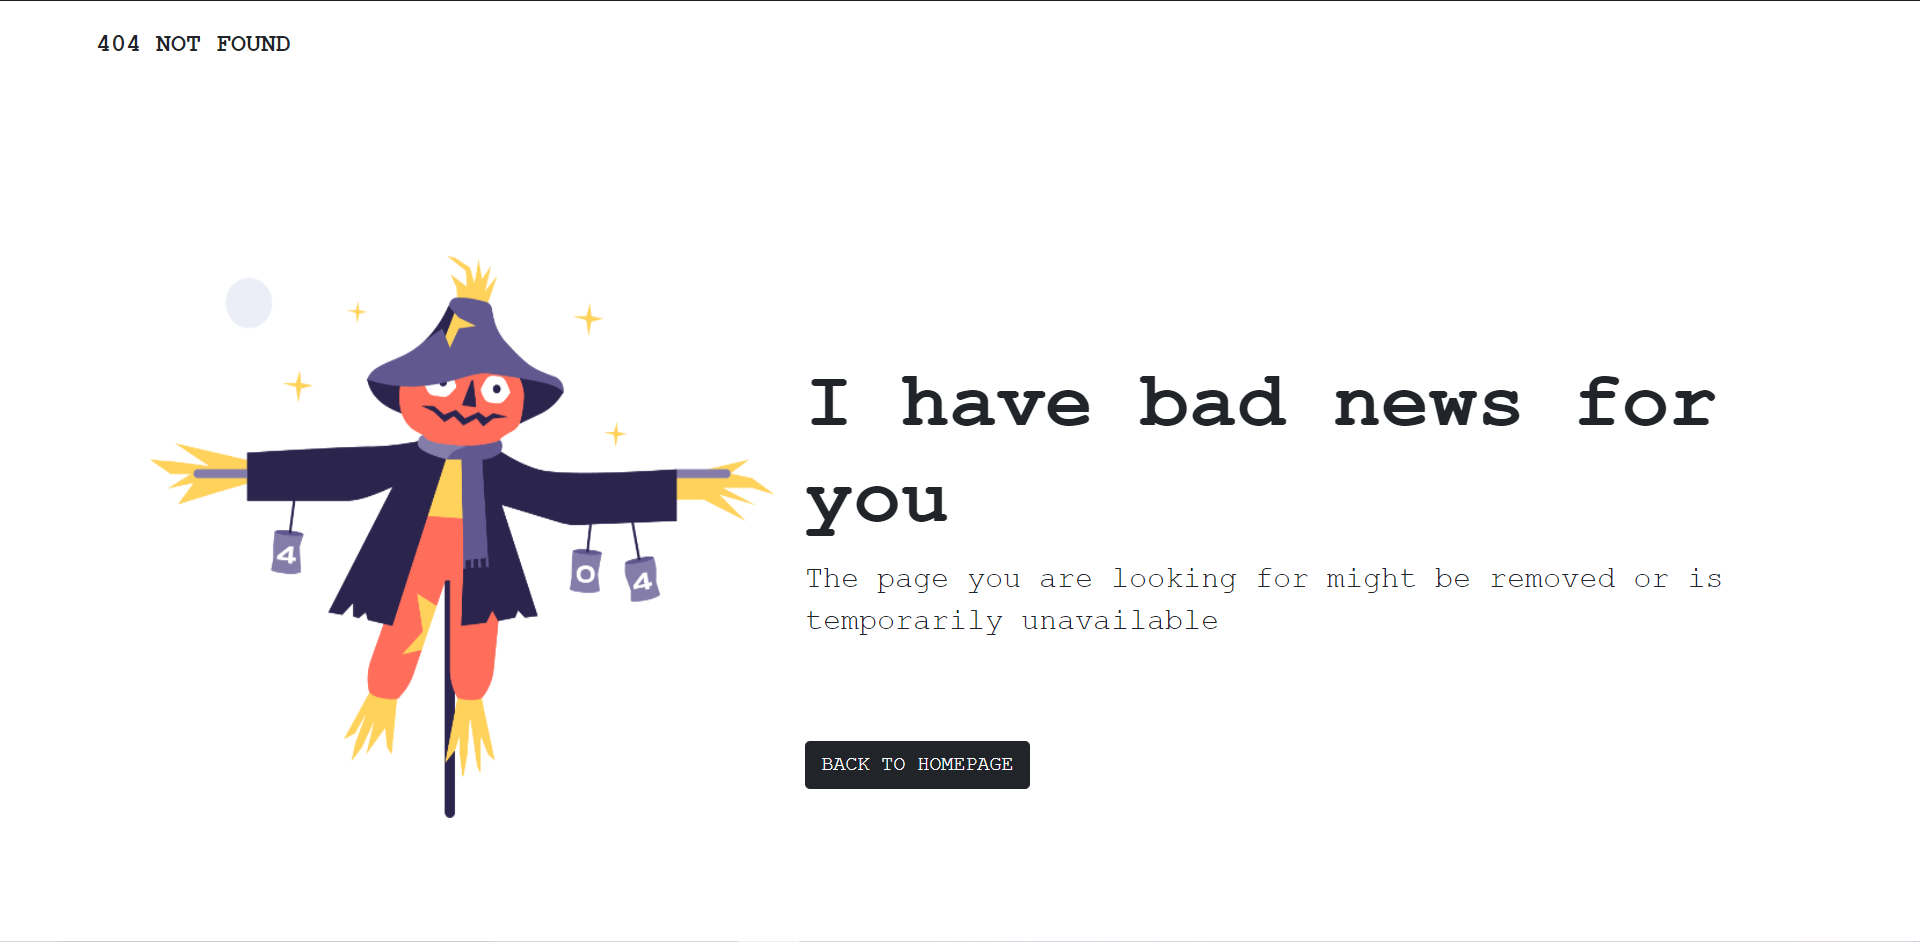 404 NOT FOUND
4
0
4
I have bad news for
you
The page you are looking for might be removed or is
temporarily unavailable
BACK TO HOMEPAGE